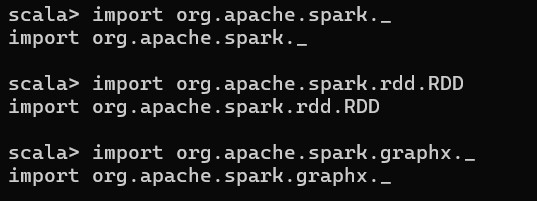 scala> import org.apache.spark._
import org.apache.spark._
scala> import org.apache.spark.rdd.RDD
import org.apache.spark.rdd.RDD
scala> import org.apache.spark.graphx._
import org.apache.spark.graphx._